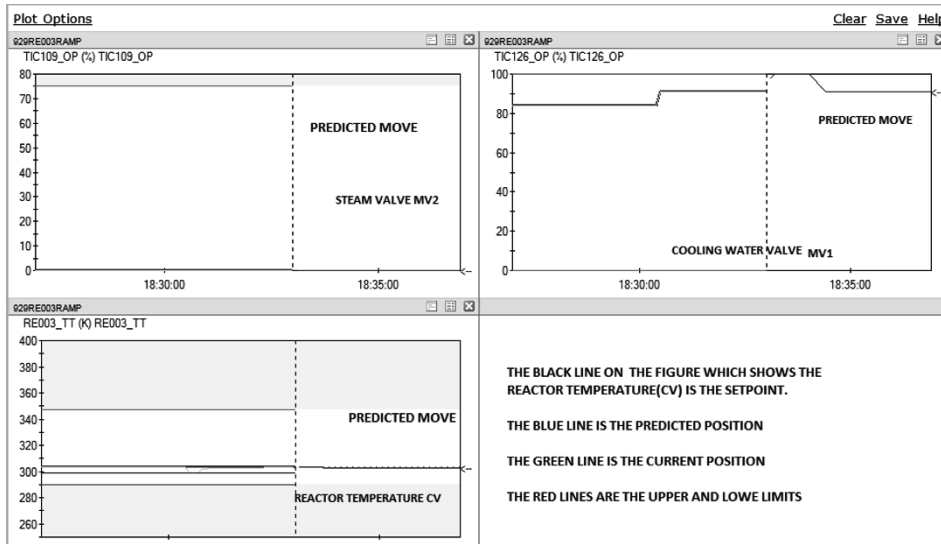 Plot Options
Clear Save Help
929RE003RAMP
TIC109_OP (%) TIC109_OP
80
70
60
50
40
30
20
10
0
PREDICTED MOVE
STEAM VALVE MV2
18:30:00
18:35:00
929RE003RAMP
TIC126_OP (%) TIC126_OP
100
80
60
40
20
0
PREDICTED MOVE
COOLING WATER VALVE MV1
18:30:00
18:35:00
929RE003RAMP
RE003_TT (K) RE003_TT
400
380
360
340
320
300
280
260
PREDICTED MOVE
REACTOR TEMPERATURE CV
THE BLACK LINE ON THE FIGURE WHICH SHOWS THE
REACTOR TEMPERATURE(CV) IS THE SETPOINT.
THE BLUE LINE IS THE PREDICTED POSITION
THE GREEN LINE IS THE CURRENT POSITION
THE RED LINES ARE THE UPPER AND LOWE LIMITS